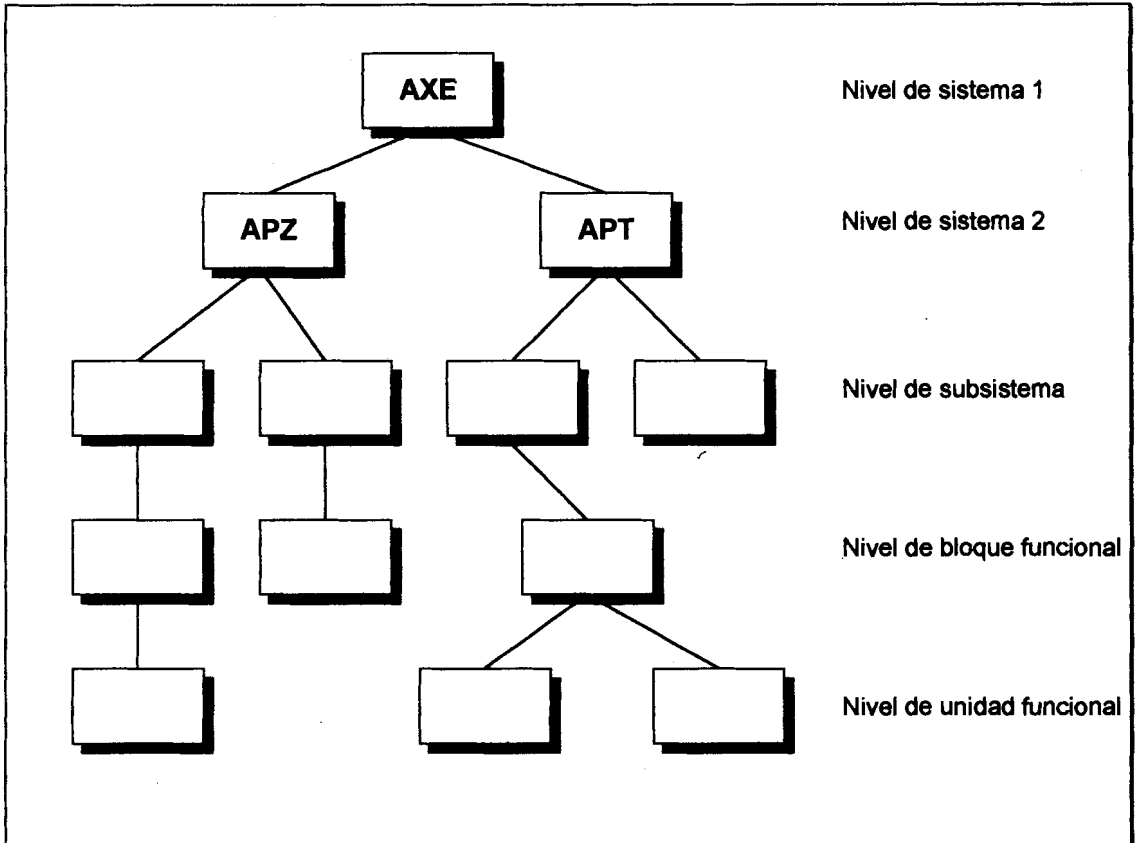 AXE
Nivel de sistema 1
APZ
APT
Nivel de sistema 2
Nivel de subsistema
Nivel de bloque funcional
Nivel de unidad funcional